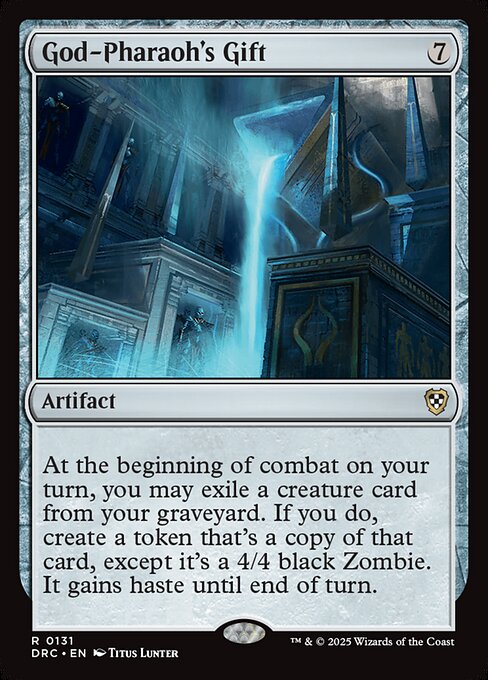 God-Pharaoh's Gift 7
Artifact
At the beginning of combat on your
turn, you may exile a creature card
from your graveyard. If you do,
create a token that's a copy of that
card, except it's a 4/4 black Zombie.
It gains haste until end of turn.
R 0131
DRC • EN Titus Lunter
™ & © 2025 Wizards of the Coast